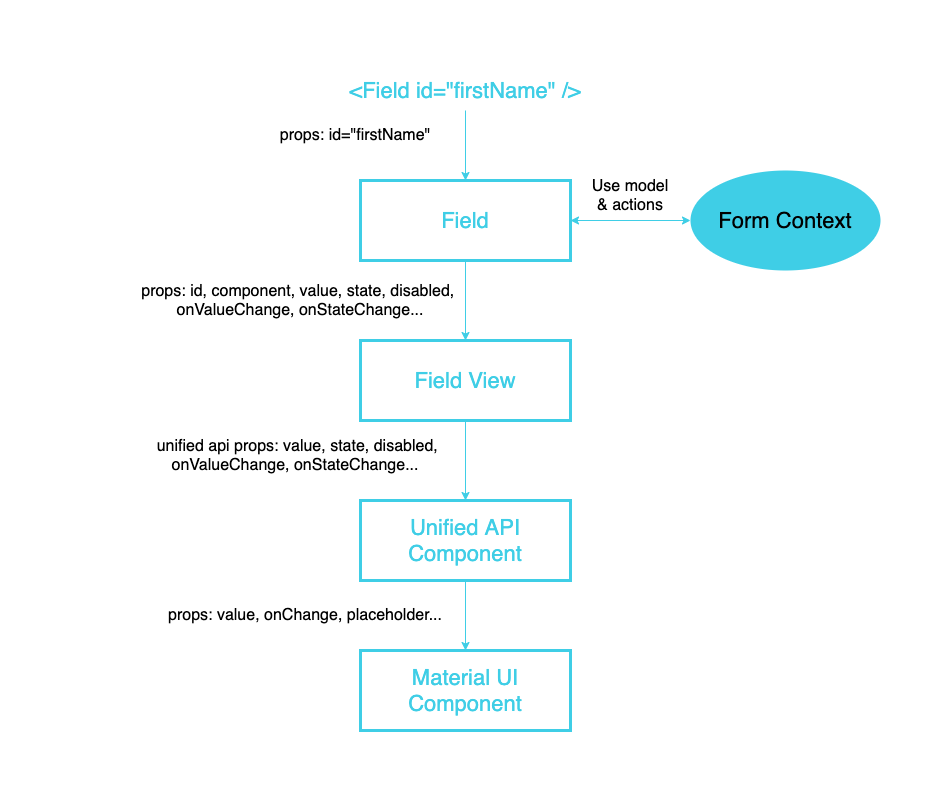 <Field id="firstName" />
props: id="firstName"
Use model
& actions
Field
Form Context
props: id, component, value, state, disabled,
onValueChange, onStateChange...
Field View
unified api props: value, state, disabled,
onValueChange, onStateChange...
Unified API
Component
props: value, onChange, placeholder...
Material UI
Component